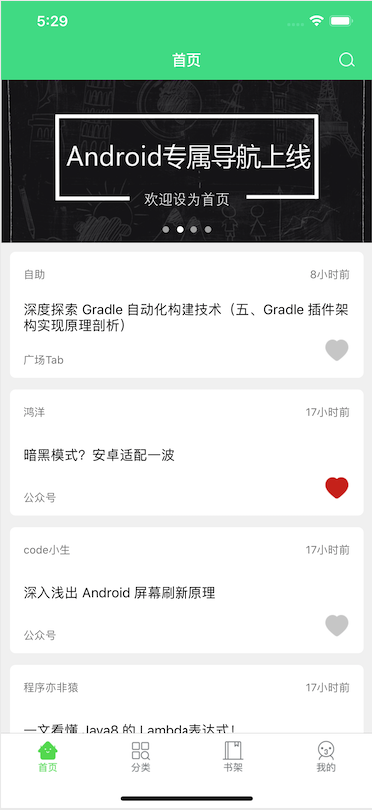 5:29
首页
Android专属导航上线
欢迎设为首页
自助
8小时前
深度探索 Gradle 自动化构建技术（五、Gradle 插件架
构实现原理剖析）
广场Tab
鸿洋
17小时前
暗黑模式？安卓适配一波
公众号
code小生
17小时前
深入浅出 Android 屏幕刷新原理
公众号
程序亦非猿
17小时前
一文看懂 Java8 的 Lambda表达式！
首页
分类
书架
我的